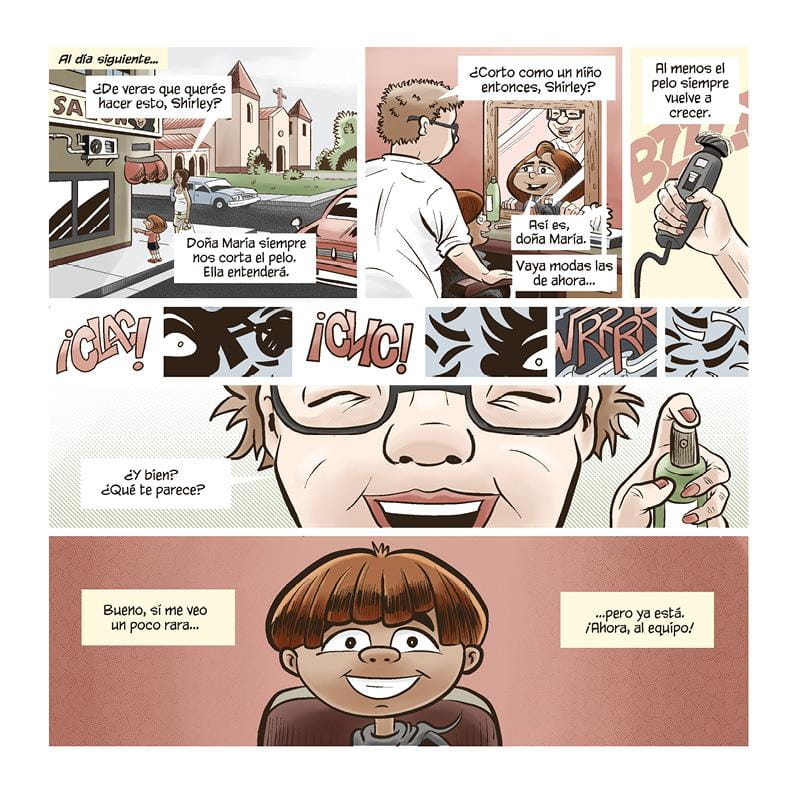 Al día siguiente...
¿De veras que querés
hacer esto, Shirley?
Doña María siempre
nos corta el pelo.
Ella entenderá.
¿Corto como un niño
entonces, Shirley?
Así es,
doña María.
Vaya modas las
de ahora...
Al menos el
pelo siempre
vuelve a
crecer.
¡CLAC!
¡CLIC!
¿Y bien?
¿Qué te parece?
Bueno, sí me veo
un poco rara...
...pero ya está.
¡Ahora, al equipo!